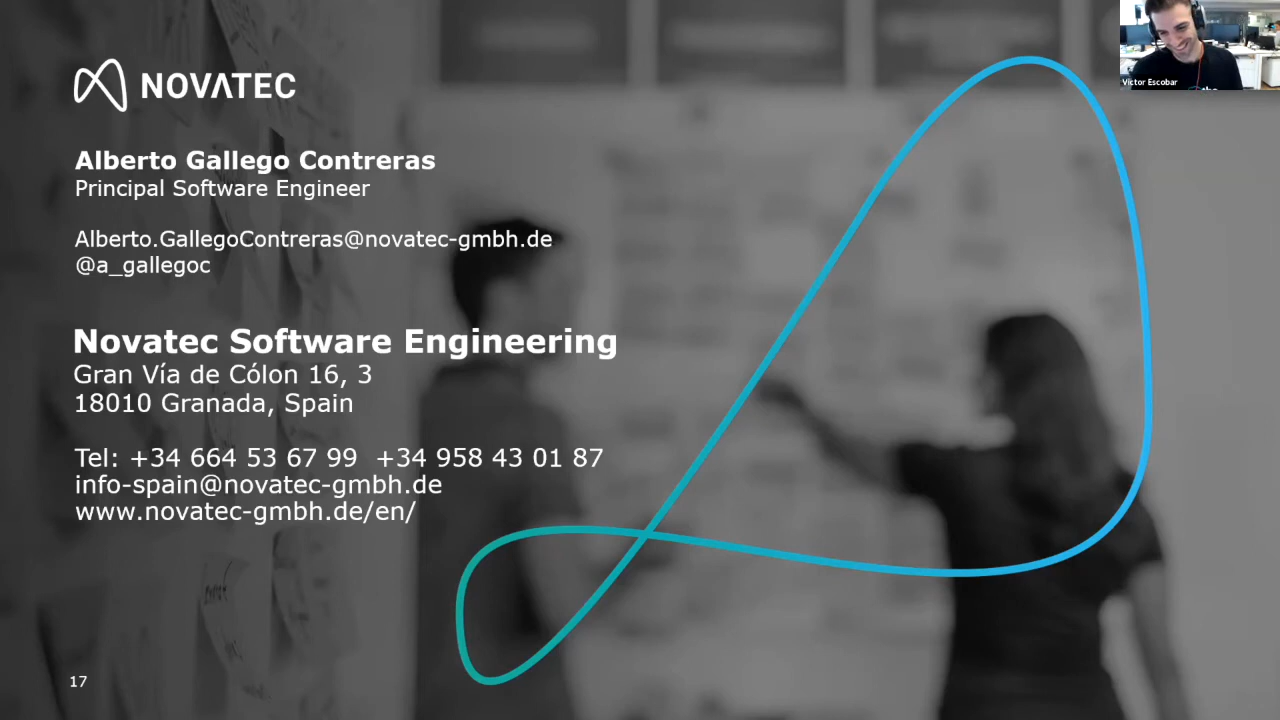 NOVATEC
Victor Escobar
Alberto Gallego Contreras
Principal Software Engineer
Alberto.GallegoContreras@novatec-gmbh.de
@a_gallegoc
Novatec Software Engineering
Gran Vía de Cólon 16, 3
18010 Granada, Spain
Tel: +34 664 53 67 99  +34 958 43 01 87
info-spain@novatec-gmbh.de
www.novatec-gmbh.de/en/
17